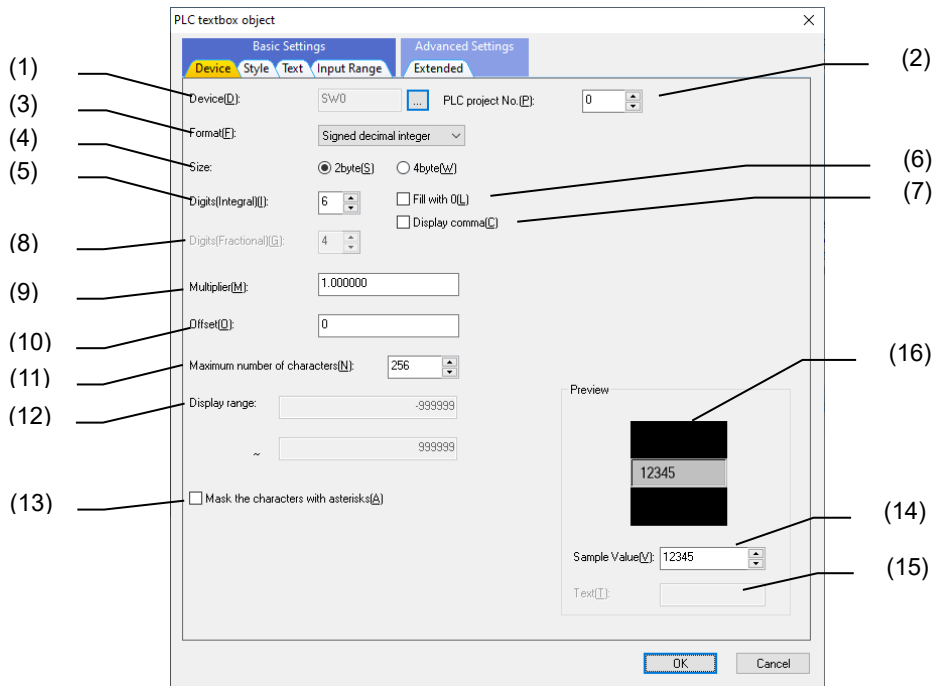 PLC textbox object
Basic Settings Advanced Settings
Device Style Text Input Range Extended
(1) Device(D): SW0 ... PLC project No.(P): 0 (2)
(3) Format(F): Signed decimal integer
(4) Size: 2byte(S) 4byte(W) (6)
(5) Digits(Integral)(I): 6 Fill with 0(L)
Display comma(C) (7)
(8) Digits(Fractional)(G): 4
(9) Multiplier(M): 1.000000
(10) Offset(O): 0
(11) Maximum number of characters(N): 256 (16)
(12) Display range: -999999
~ 999999
(13) Mask the characters with asterisks(A)
Preview
12345
Sample Value(V): 12345 (14)
Text(T): (15)
OK Cancel